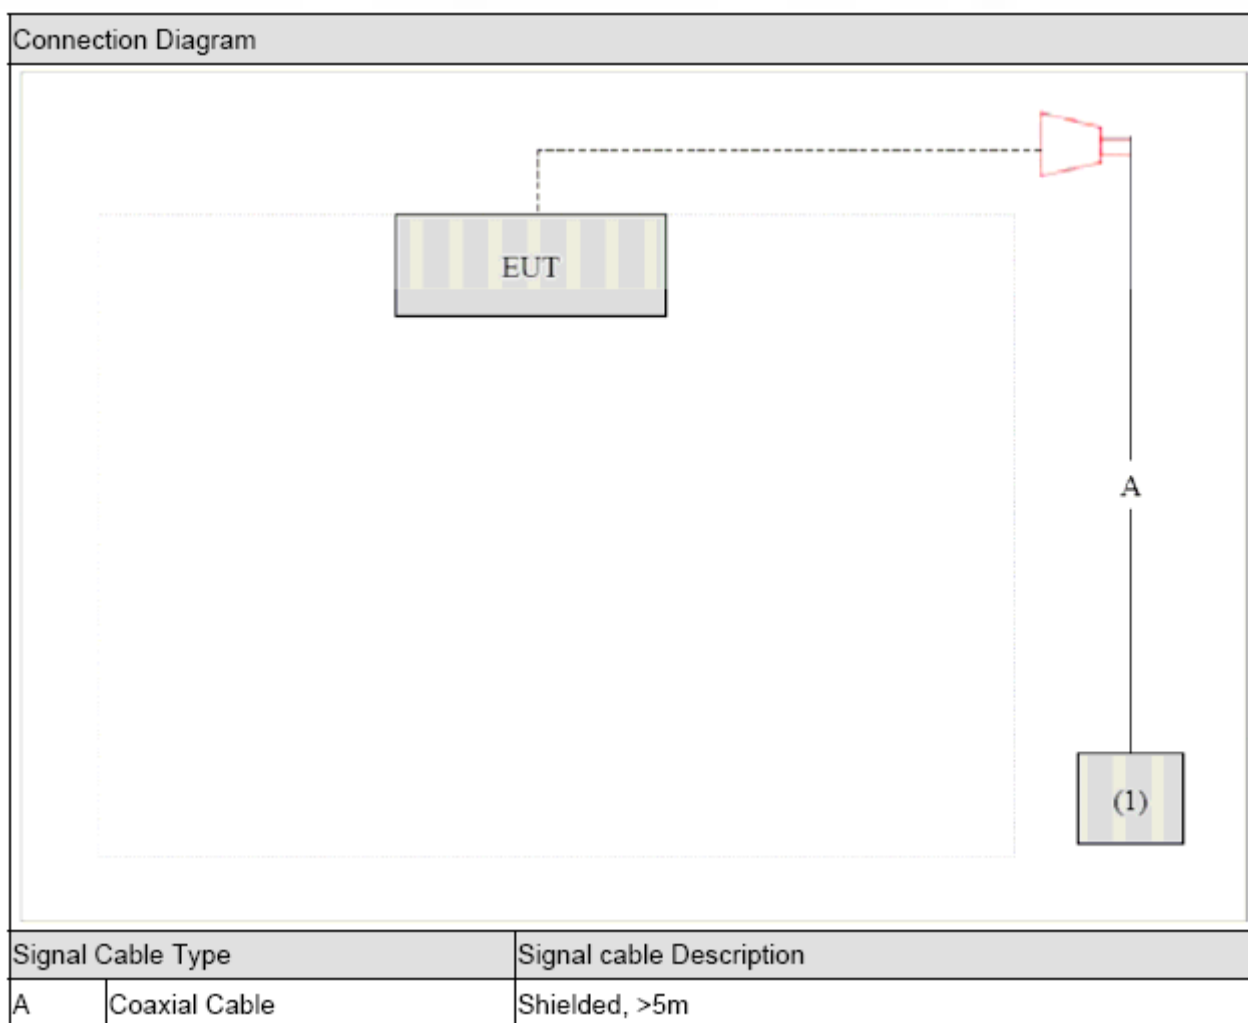 Connection Diagram
EUT
A
(1)
Signal Cable Type Signal cable Description
A Coaxial Cable Shielded, >5m